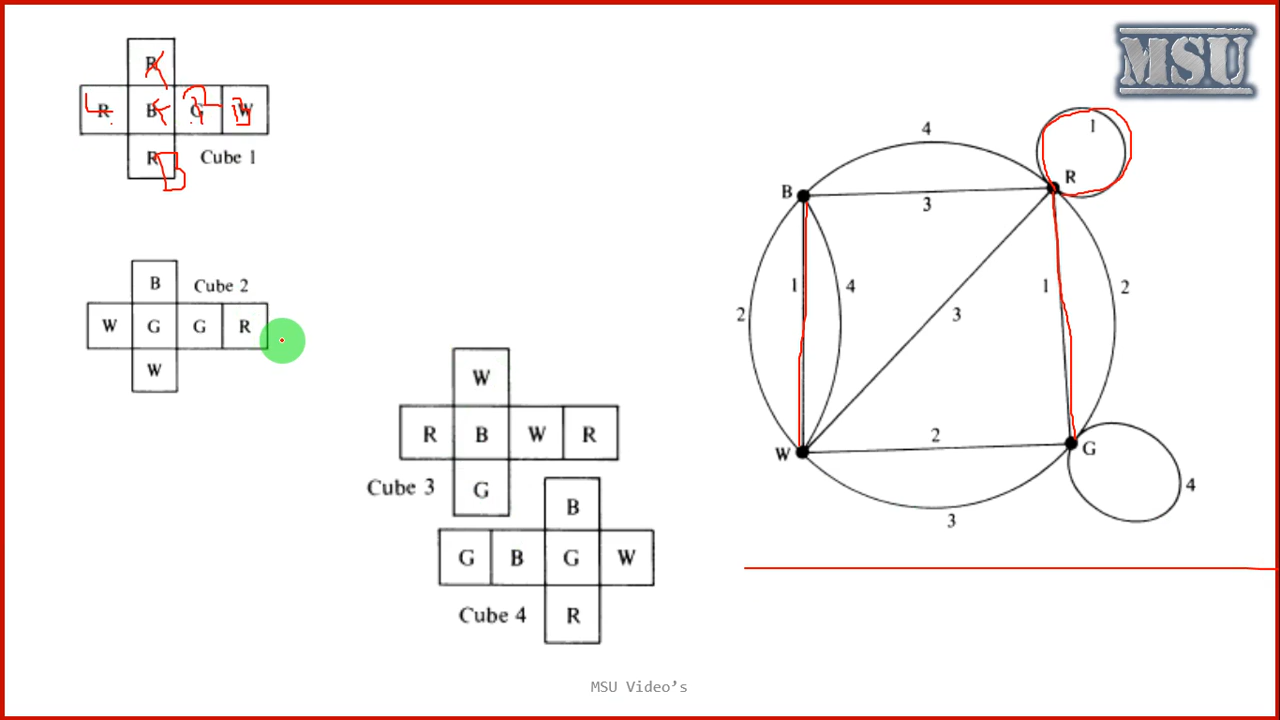 MSU
R
R B G W
R Cube 1
B Cube 2
W G G R
W
W
R B W R
Cube 3 G
B
G B G W
Cube 4 R
4
1
R
B
3
1 4
2
3
1 2
W
2
G
4
3
MSU Video's